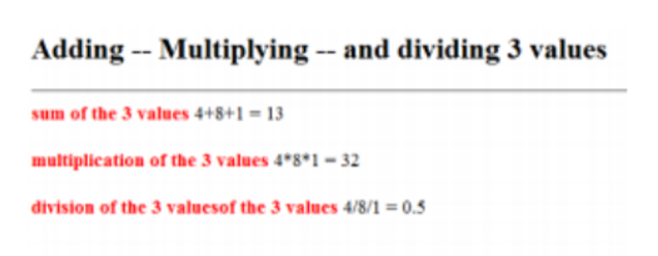 Adding -- Multiplying -- and dividing 3 values
sum of the 3 values 4+8+1 = 13
multiplication of the 3 values 4*8*1 = 32
division of the 3 valuesof the 3 values 4/8/1 = 0.5